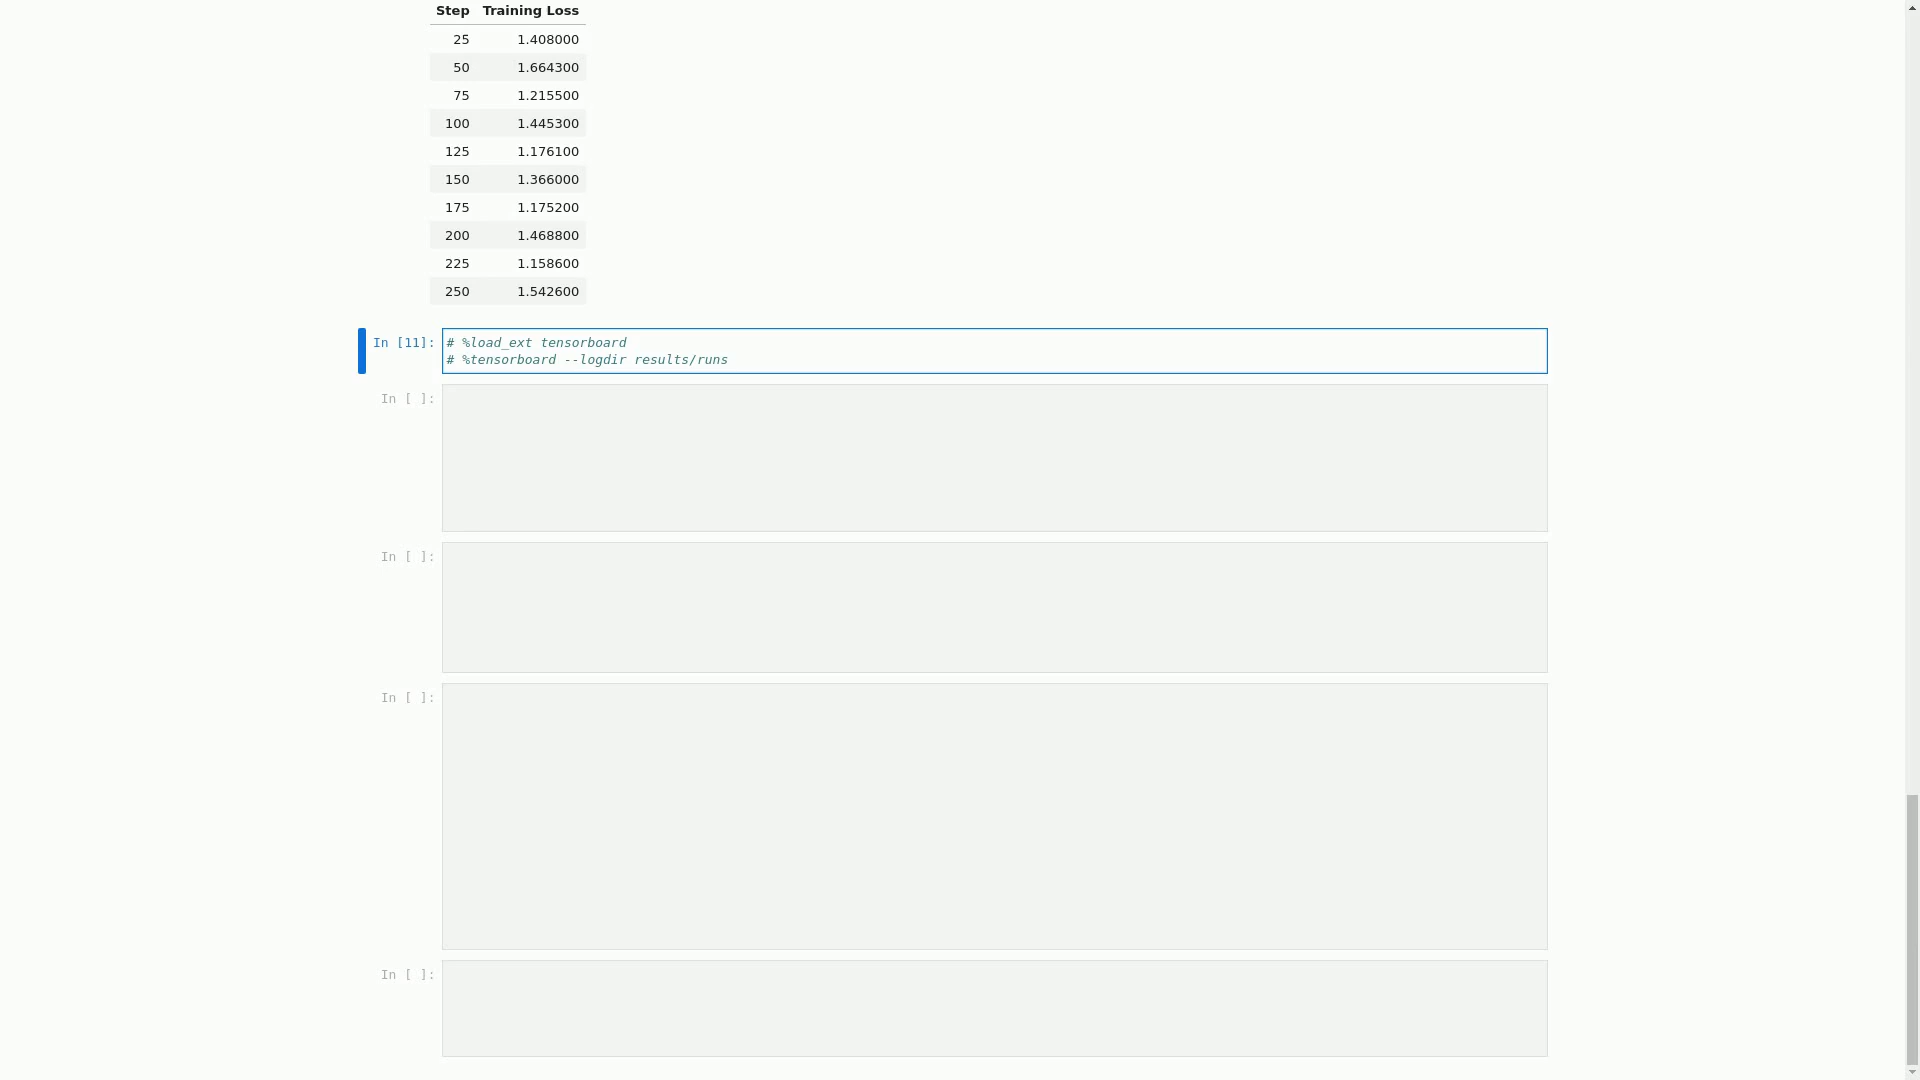 Step Training Loss
25 1.408000
50 1.664300
75 1.215500
100 1.445300
125 1.176100
150 1.366000
175 1.175200
200 1.468800
225 1.158600
250 1.542600
In [11]: # %load_ext tensorboard
# %tensorboard --logdir results/runs
In [ ]:
In [ ]:
In [ ]:
In [ ]: